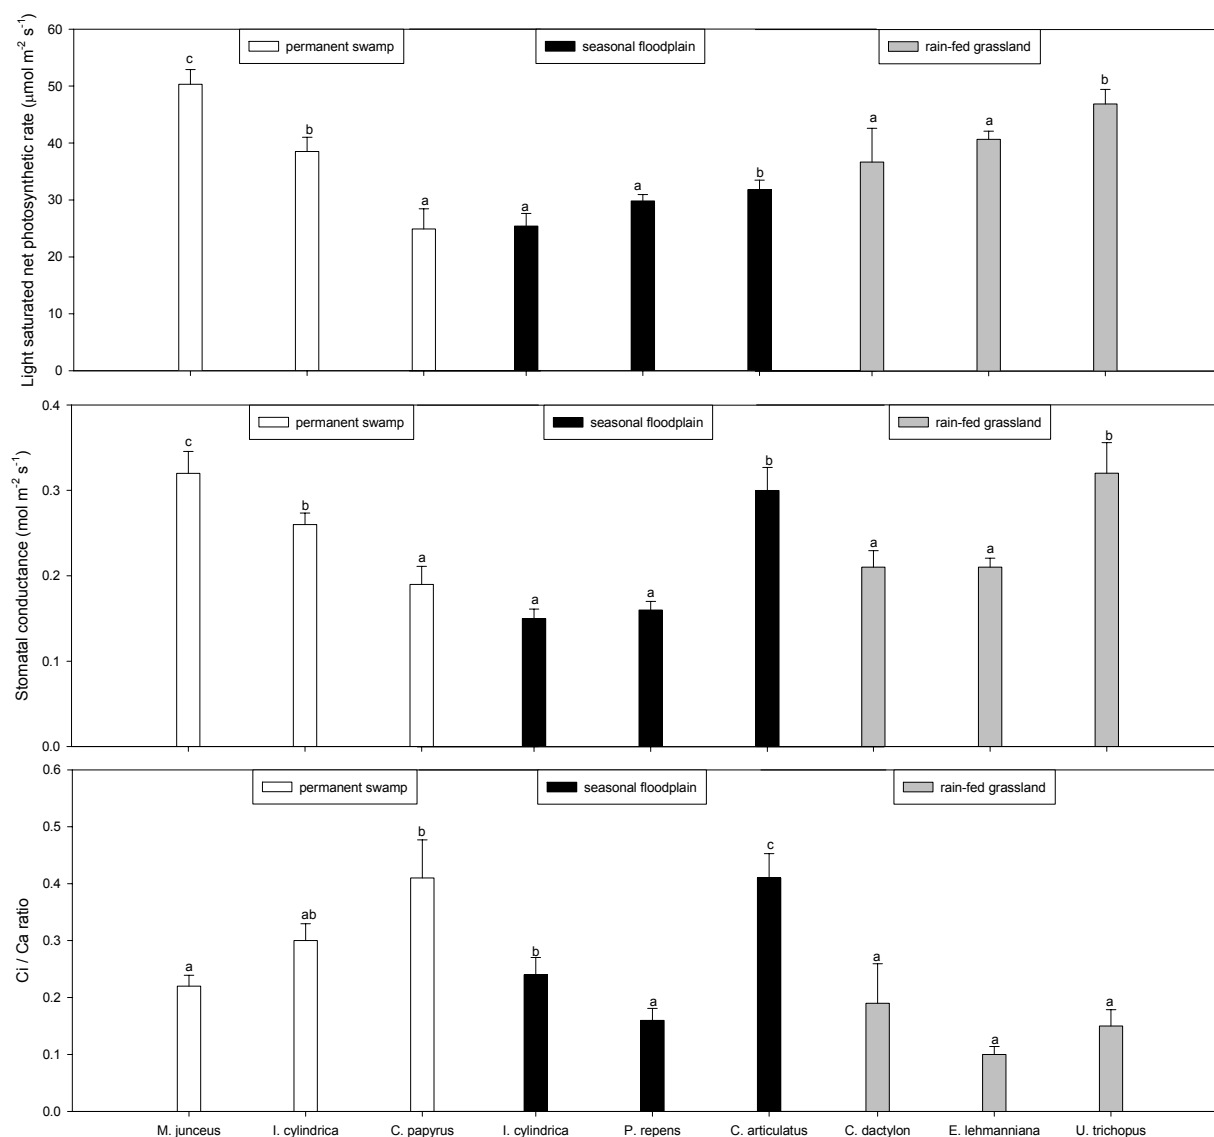 Light saturated net photosynthetic rate (μmol m⁻² s⁻¹)
60
50
40
30
20
10
0
permanent swamp
seasonal floodplain
rain-fed grassland
c
b
a
a
a
b
a
a
b
Stomatal conductance (mol m⁻² s⁻¹)
0.4
0.3
0.2
0.1
0.0
permanent swamp
seasonal floodplain
rain-fed grassland
c
b
a
a
a
b
a
a
b
Ci / Ca ratio
0.6
0.5
0.4
0.3
0.2
0.1
0.0
permanent swamp
seasonal floodplain
rain-fed grassland
a
ab
b
b
a
c
a
a
a
M. junceus
I. cylindrica
C. papyrus
I. cylindrica
P. repens
C. articulatus
C. dactylon
E. lehmanniana
U. trichopus